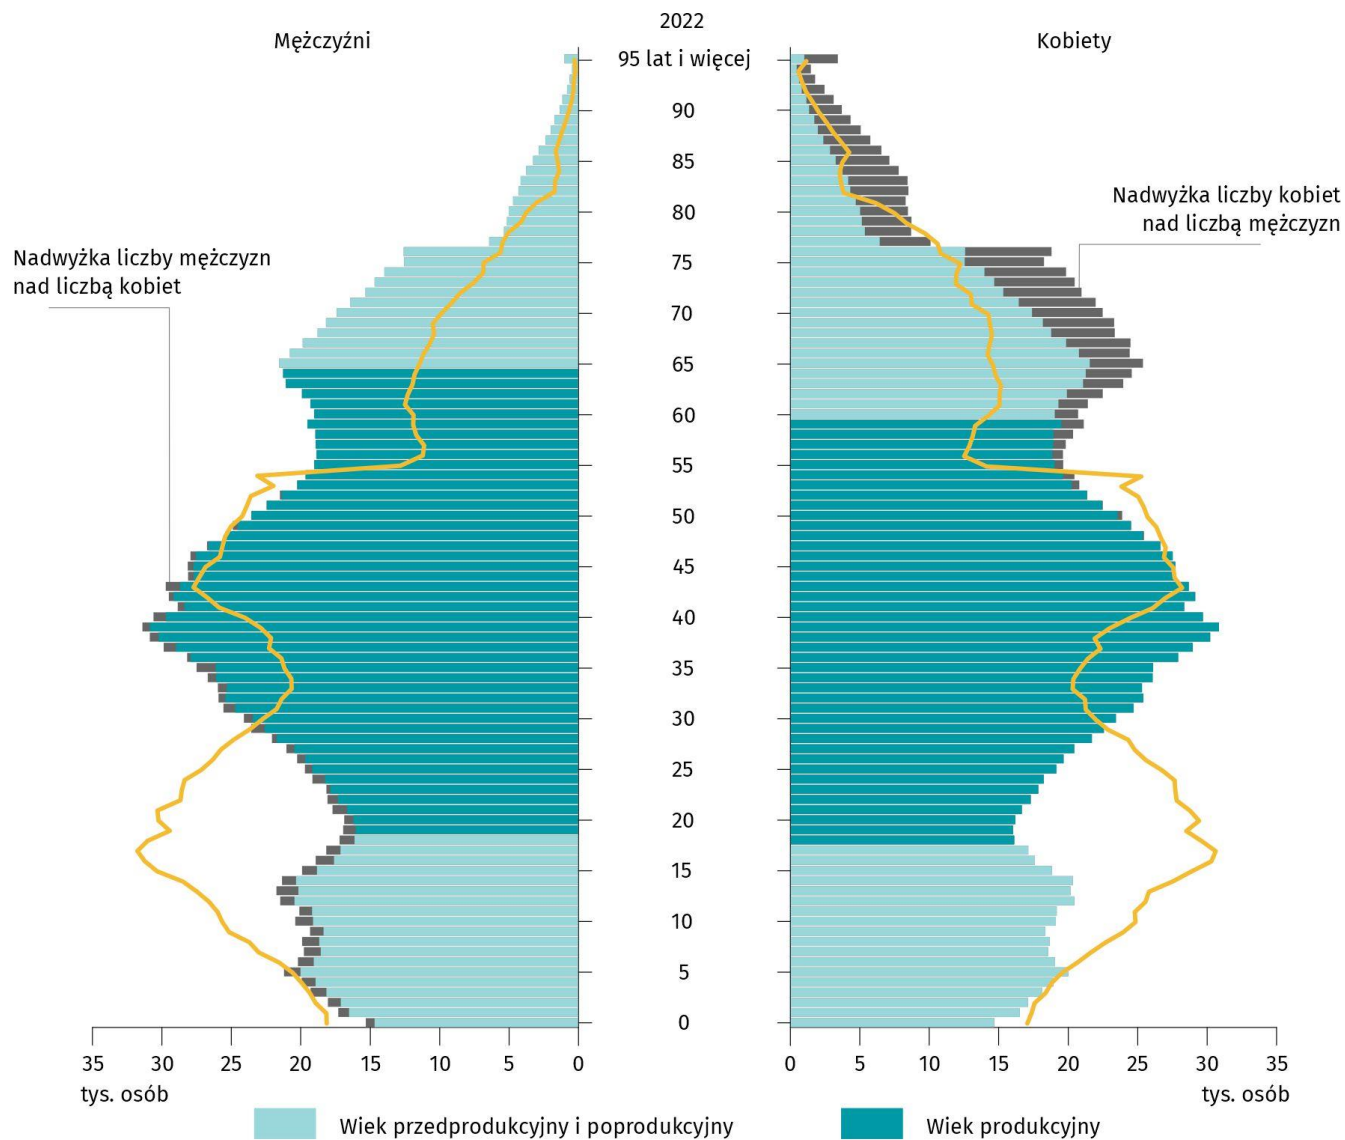 2022
Mężczyźni
Kobiety
95 lat i więcej
90
85
80
75
70
65
60
55
50
45
40
35
30
25
20
15
10
5
0
Nadwyżka liczby kobiet
nad liczbą mężczyzn
Nadwyżka liczby mężczyzn
nad liczbą kobiet
35 30 25 20 15 10 5 0
0 5 10 15 20 25 30 35
tys. osób
tys. osób
Wiek przedprodukcyjny i poprodukcyjny
Wiek produkcyjny